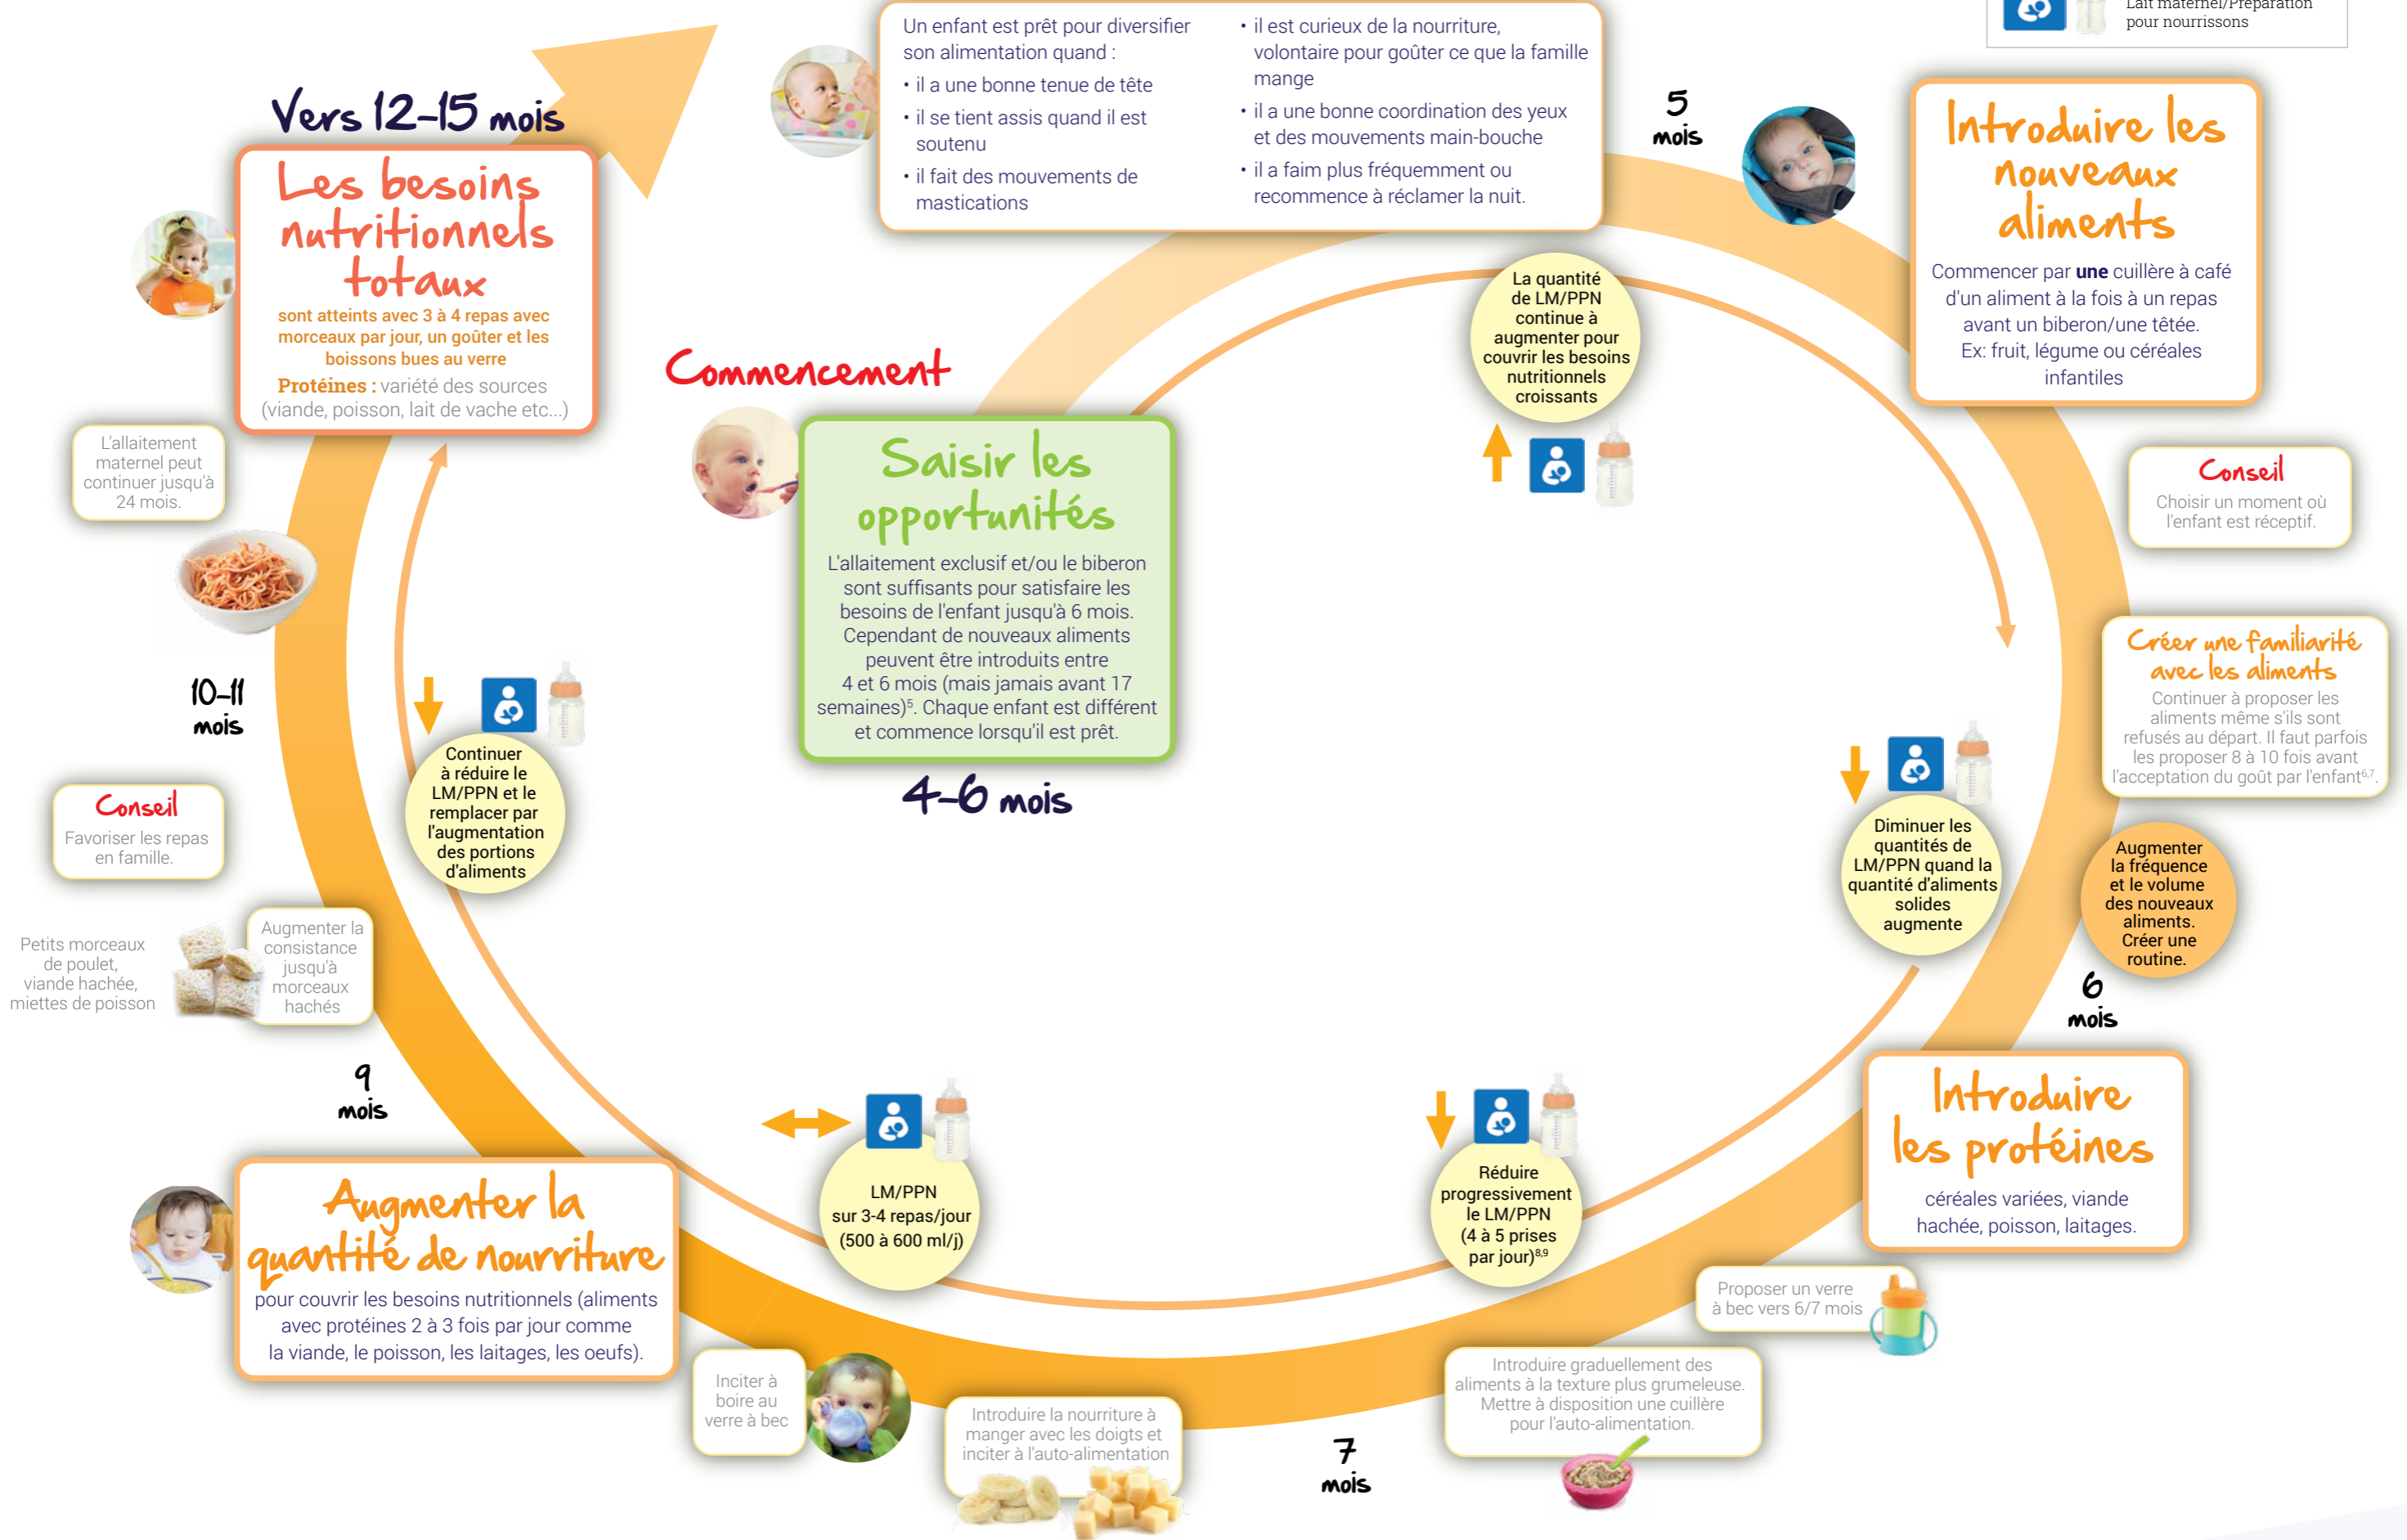 Lait maternel/Préparation
pour nourrissons
Un enfant est prêt pour diversifier
son alimentation quand :
• il a une bonne tenue de tête
• il se tient assis quand il est
soutenu
• il fait des mouvements de
mastications
• il est curieux de la nourriture,
volontaire pour goûter ce que la famille
mange
• il a une bonne coordination des yeux
et des mouvements main-bouche
• il a faim plus fréquemment ou
recommence à réclamer la nuit.
5
mois
Introduire les
nouveaux
aliments
Commencer par une cuillère à café
d'un aliment à la fois à un repas
avant un biberon/une têtée.
Ex: fruit, légume ou céréales
infantiles
Vers 12-15 mois
Les besoins
nutritionnels
totaux
sont atteints avec 3 à 4 repas avec
morceaux par jour, un goûter et les
boissons bues au verre
Protéines : variété des sources
(viande, poisson, lait de vache etc...)
La quantité
de LM/PPN
continue à
augmenter pour
couvrir les besoins
nutritionnels
croissants
Commencement
Saisir les
opportunités
L'allaitement exclusif et/ou le biberon
sont suffisants pour satisfaire les
besoins de l'enfant jusqu'à 6 mois.
Cependant de nouveaux aliments
peuvent être introduits entre
4 et 6 mois (mais jamais avant 17
semaines)5. Chaque enfant est différent
et commence lorsqu'il est prêt.
4-6 mois
L'allaitement
maternel peut
continuer jusqu'à
24 mois.
Conseil
Choisir un moment où
l'enfant est réceptif.
Créer une familiarité
avec les aliments
Continuer à proposer les
aliments même s'ils sont
refusés au départ. Il faut parfois
les proposer 8 à 10 fois avant
l'acceptation du goût par l'enfant6,7.
10-11
mois
Continuer
à réduire le
LM/PPN et le
remplacer par
l'augmentation
des portions
d'aliments
Diminuer les
quantités de
LM/PPN quand la
quantité d'aliments
solides
augmente
Augmenter
la fréquence
et le volume
des nouveaux
aliments.
Créer une
routine.
Conseil
Favoriser les repas
en famille.
Petits morceaux
de poulet,
viande hachée,
miettes de poisson
Augmenter la
consistance
jusqu'à
morceaux
hachés
6
mois
9
mois
Introduire
les protéines
céréales variées, viande
hachée, poisson, laitages.
Augmenter la
quantité de nourriture
pour couvrir les besoins nutritionnels (aliments
avec protéines 2 à 3 fois par jour comme
la viande, le poisson, les laitages, les oeufs).
LM/PPN
sur 3-4 repas/jour
(500 à 600 ml/j)
Réduire
progressivement
le LM/PPN
(4 à 5 prises
par jour)8,9
Proposer un verre
à bec vers 6/7 mois
Introduire graduellement des
aliments à la texture plus grumeleuse.
Mettre à disposition une cuillère
pour l'auto-alimentation.
Inciter à
boire au
verre à bec
Introduire la nourriture à
manger avec les doigts et
inciter à l'auto-alimentation
7
mois